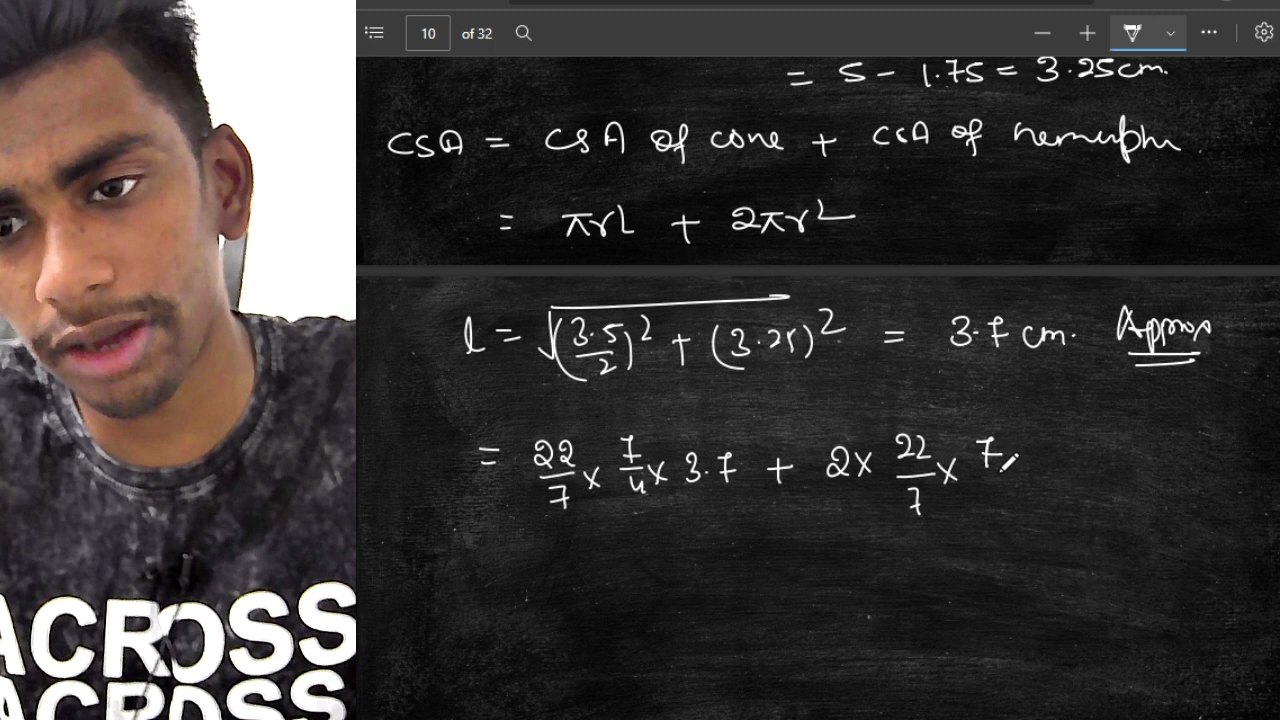 10 of 32
= 5 - 1.75 = 3.25cm.
CSA = CSA of cone + CSA of
= πrl + 2πr²
l = √(3.5/2)² + (3.25)² = 3.7 cm. Approx
= 22/7 × 7/4 × 3.7 + 2× 22/7 × 7
ACROSS
ACROSS